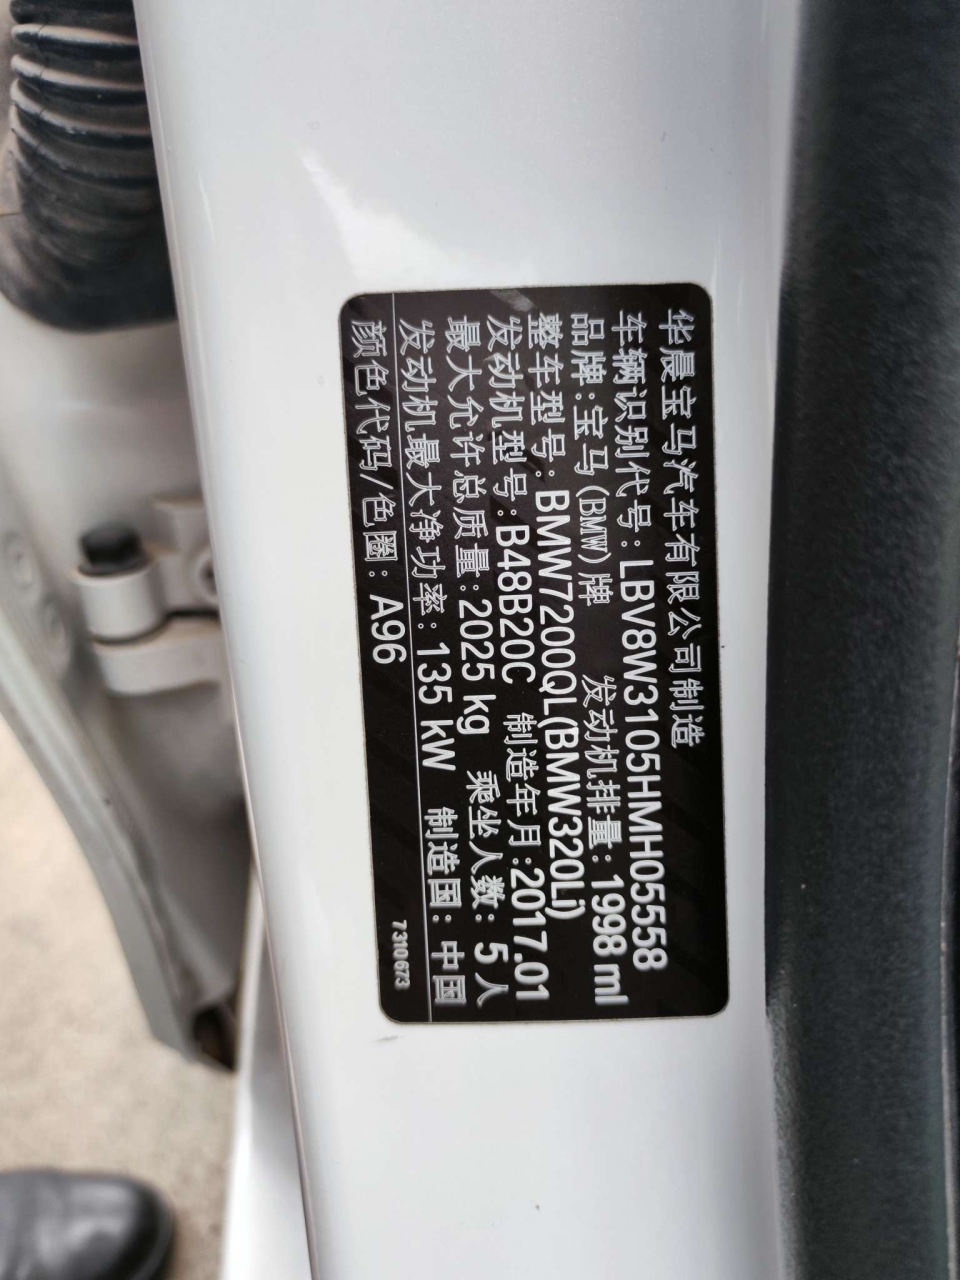 华晨宝马汽车有限公司制造
车辆识别代号: LBV8W3105HMH05558
品牌:宝马(BMW)牌 发动机排量: 1998 ml
整车型号: BMW7200QL(BMW320Li)
发动机型号:B48B20C 制造年月:2017.01
最大允许总质量:2025 kg 乘坐人数: 5 人
发动机最大净功率: 135 kW 制造国: 中国
颜色代码/色圈: A96 7310673